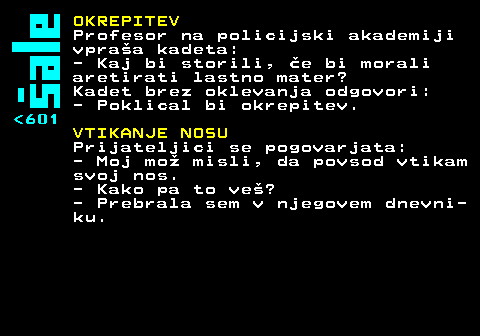 šale
<601
OKREPITEV
Profesor na policijski akademiji
vpraša kadeta:
- Kaj bi storili, če bi morali
aretirati lastno mater?
Kadet brez oklevanja odgovori:
- Poklical bi okrepitev.
VTIKANJE NOSU
Prijateljici se pogovarjata:
- Moj mož misli, da povsod vtikam
svoj nos.
- Kako pa to veš?
- Prebrala sem v njegovem dnevni-
ku.